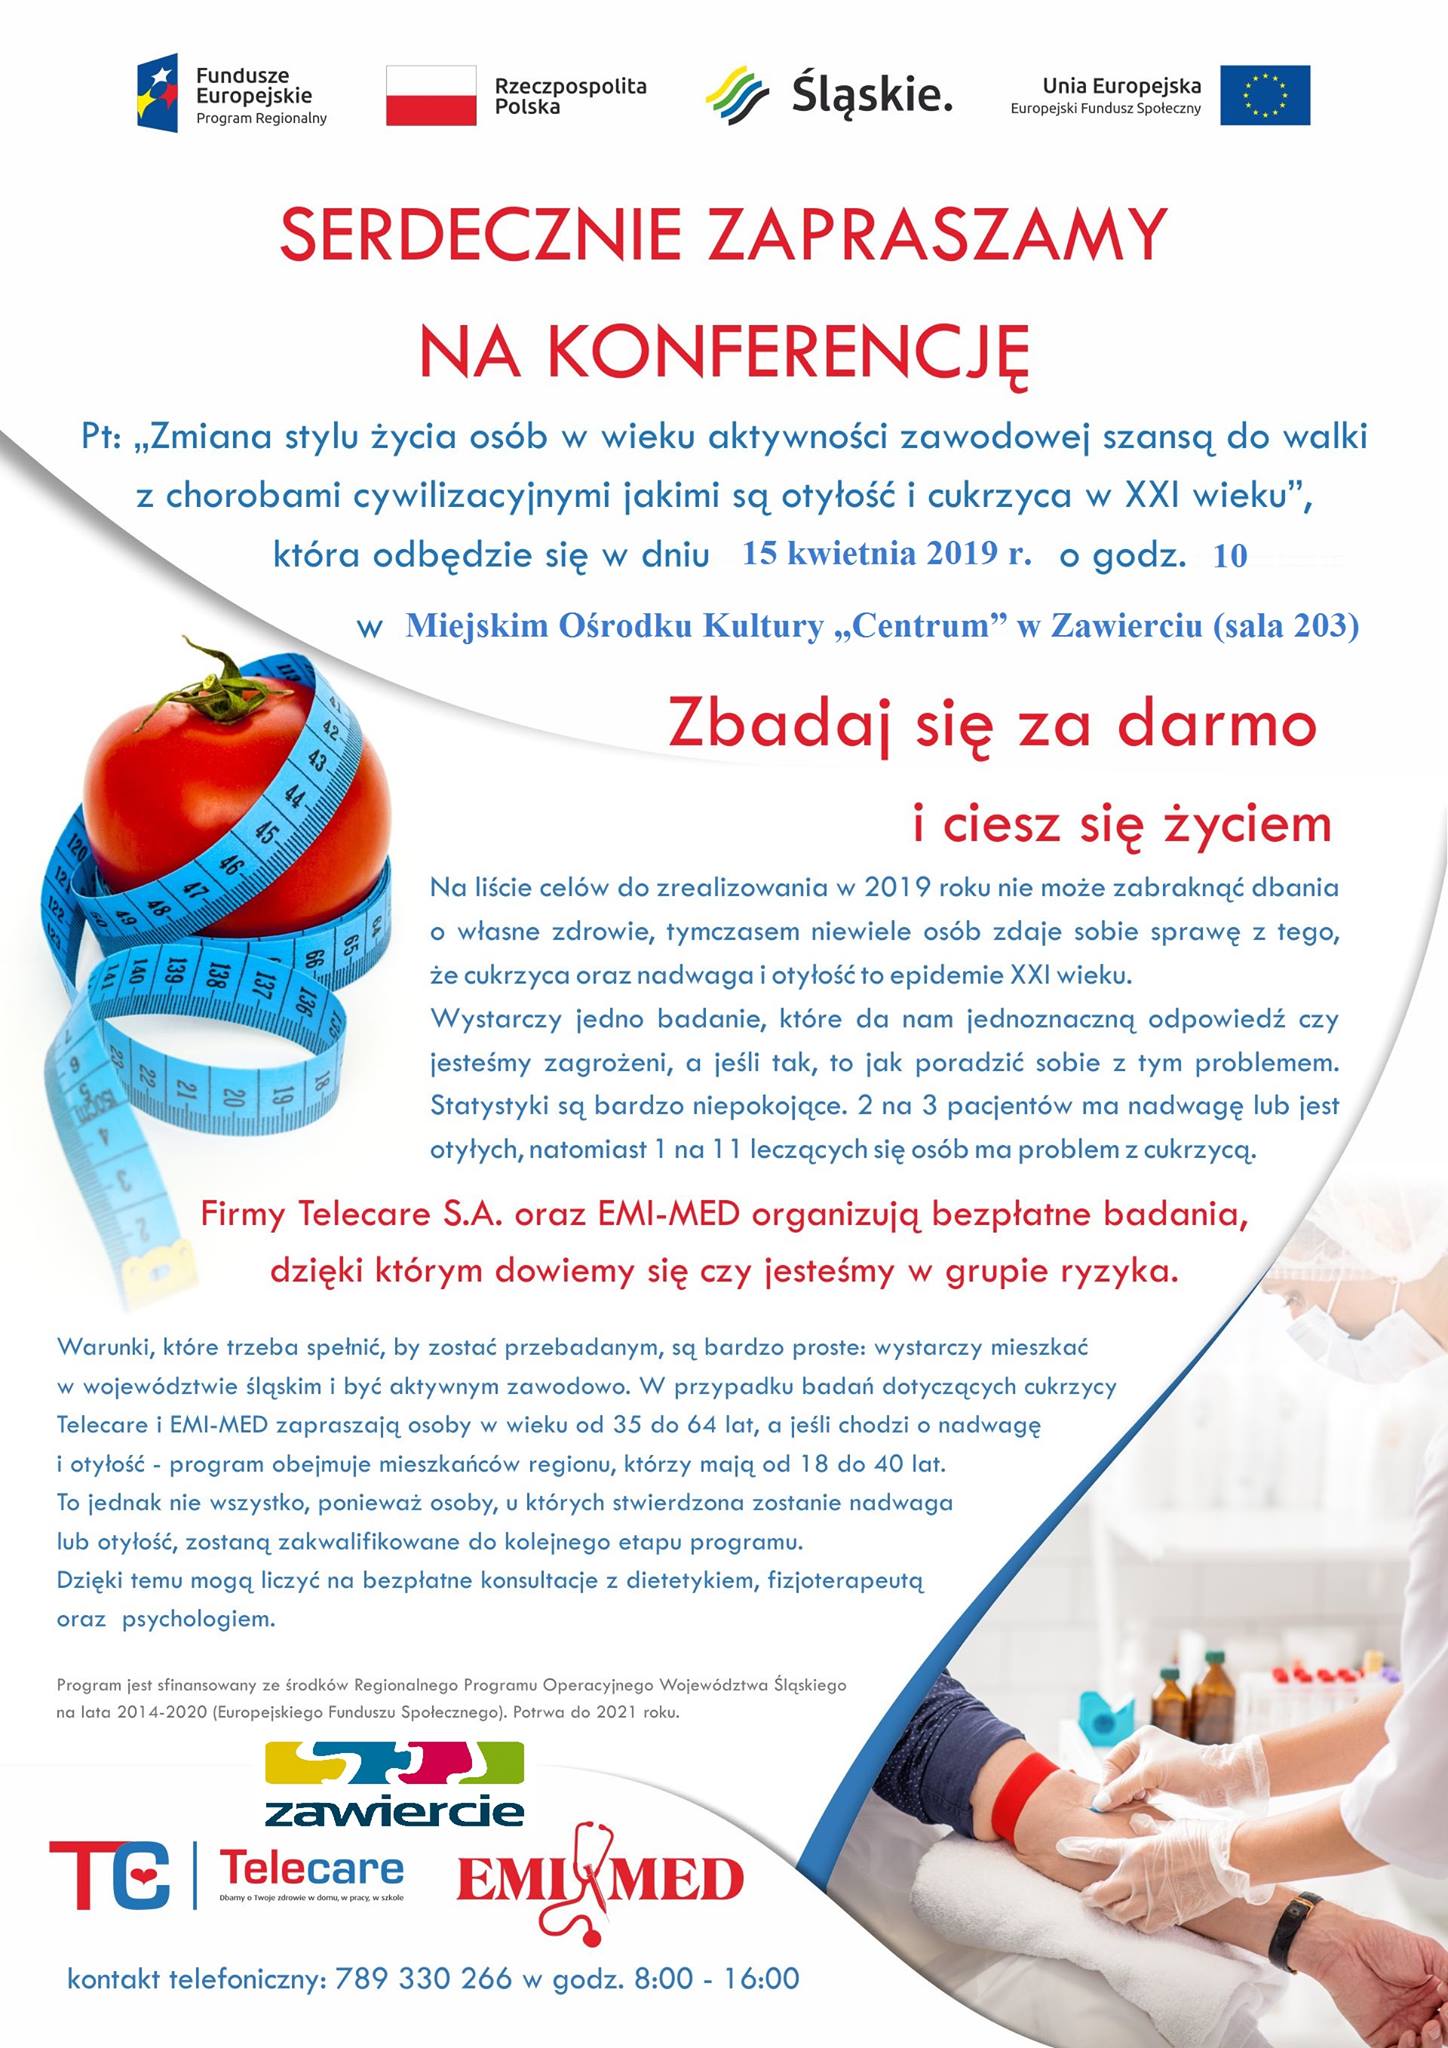 Fundusze
Europejskie
Program Regionalny
Rzeczpospolita
Polska
Śląskie.
Unia Europejska
Europejski Fundusz Społeczny
SERDECZNIE ZAPRASZAMY
NA KONFERENCJĘ
Pt: „Zmiana stylu życia osób w wieku aktywności zawodowej szansą do walki
z chorobami cywilizacyjnymi jakimi są otyłość i cukrzyca w XXI wieku”,
która odbędzie się w dniu 15 kwietnia 2019 r. o godz. 10
w Miejskim Ośrodku Kultury „Centrum” w Zawierciu (sala 203)
Zbadaj się za darmo
i ciesz się życiem
Na liście celów do zrealizowania w 2019 roku nie może zabraknąć dbania
o własne zdrowie, tymczasem niewiele osób zdaje sobie sprawę z tego,
że cukrzyca oraz nadwaga i otyłość to epidemie XXI wieku.
Wystarczy jedno badanie, które da nam jednoznaczną odpowiedź czy
jesteśmy zagrożeni, a jeśli tak, to jak poradzić sobie z tym problemem.
Statystyki są bardzo niepokojące. 2 na 3 pacjentów ma nadwagę lub jest
otyłych, natomiast 1 na 11 leczących się osób ma problem z cukrzycą.
Firmy Telecare S.A. oraz EMI-MED organizują bezpłatne badania,
dzięki którym dowiemy się czy jesteśmy w grupie ryzyka.
Warunki, które trzeba spełnić, by zostać przebadanym, są bardzo proste: wystarczy mieszkać
w województwie śląskim i być aktywnym zawodowo. W przypadku badań dotyczących cukrzycy
Telecare i EMI-MED zapraszają osoby w wieku od 35 do 64 lat, a jeśli chodzi o nadwagę
i otyłość - program obejmuje mieszkańców regionu, którzy mają od 18 do 40 lat.
To jednak nie wszystko, ponieważ osoby, u których stwierdzona zostanie nadwaga
lub otyłość, zostaną zakwalifikowane do kolejnego etapu programu.
Dzięki temu mogą liczyć na bezpłatne konsultacje z dietetykiem, fizjoterapeutą
oraz psychologiem.
Program jest sfinansowany ze środków Regionalnego Programu Operacyjnego Województwa Śląskiego
na lata 2014-2020 (Europejskiego Funduszu Społecznego). Potrwa do 2021 roku.
zawiercie
TC Telecare
Dbamy o Twoje zdrowie w domu, w pracy, w szkole
EMI MED
kontakt telefoniczny: 789 330 266 w godz. 8:00 - 16:00